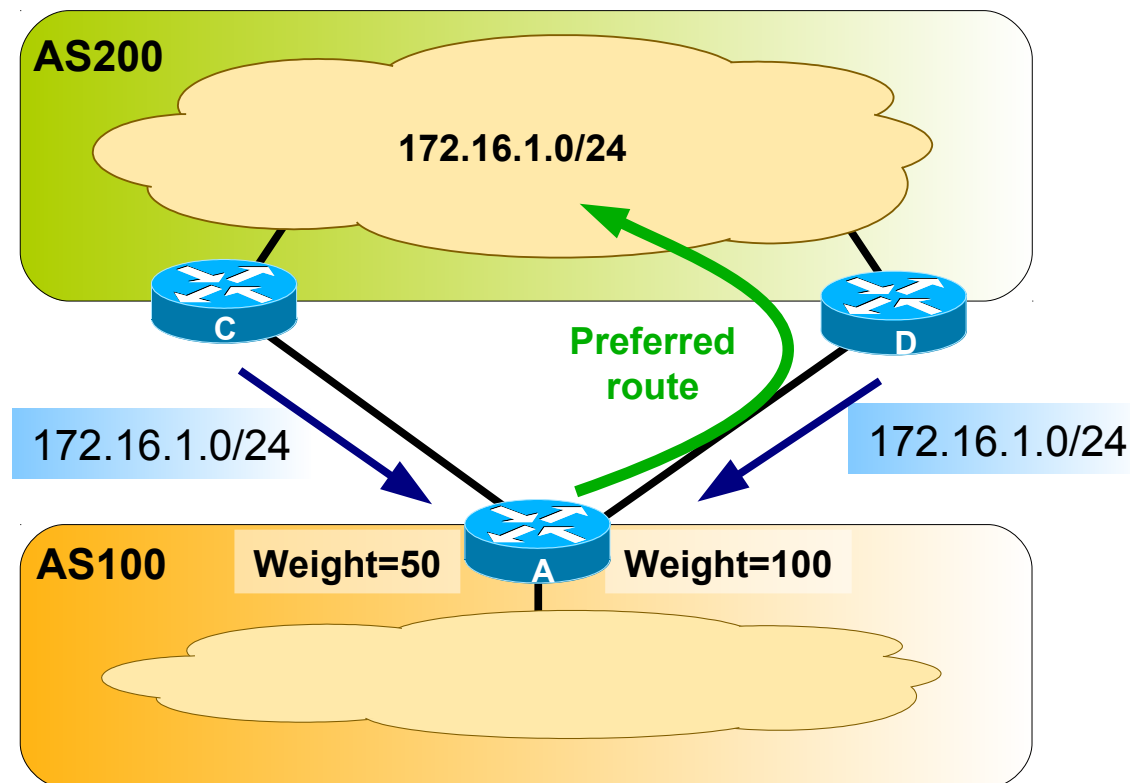 AS200
172.16.1.0/24
C
D
Preferred
route
172.16.1.0/24
172.16.1.0/24
AS100
Weight=50
A
Weight=100